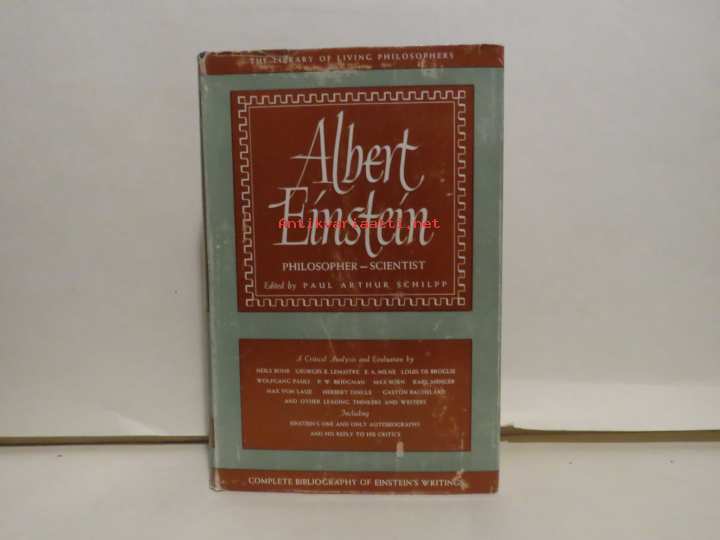 THE LIBRARY OF LIVING PHILOSOPHERS
Albert
Einstein
Antikvariaatti.net
PHILOSOPHER — SCIENTIST
Edited by PAUL ARTHUR SCHILPP
A Critical Analysis and Evaluation by
NIELS BOHR GEORGES E. LEMAITRE E. A. MILNE LOUIS DE BROGLIE
WOLFGANG PAULI P. W. BRIDGMAN MAX BORN KARL MENGER
MAX VON LAUE HERBERT DINGLE GASTON BACHELARD
AND OTHER LEADING THINKERS AND WRITERS
Including
EINSTEIN'S ONE AND ONLY AUTOBIOGRAPHY
AND HIS REPLY TO HIS CRITICS
COMPLETE BIBLIOGRAPHY OF EINSTEIN'S WRITINGS